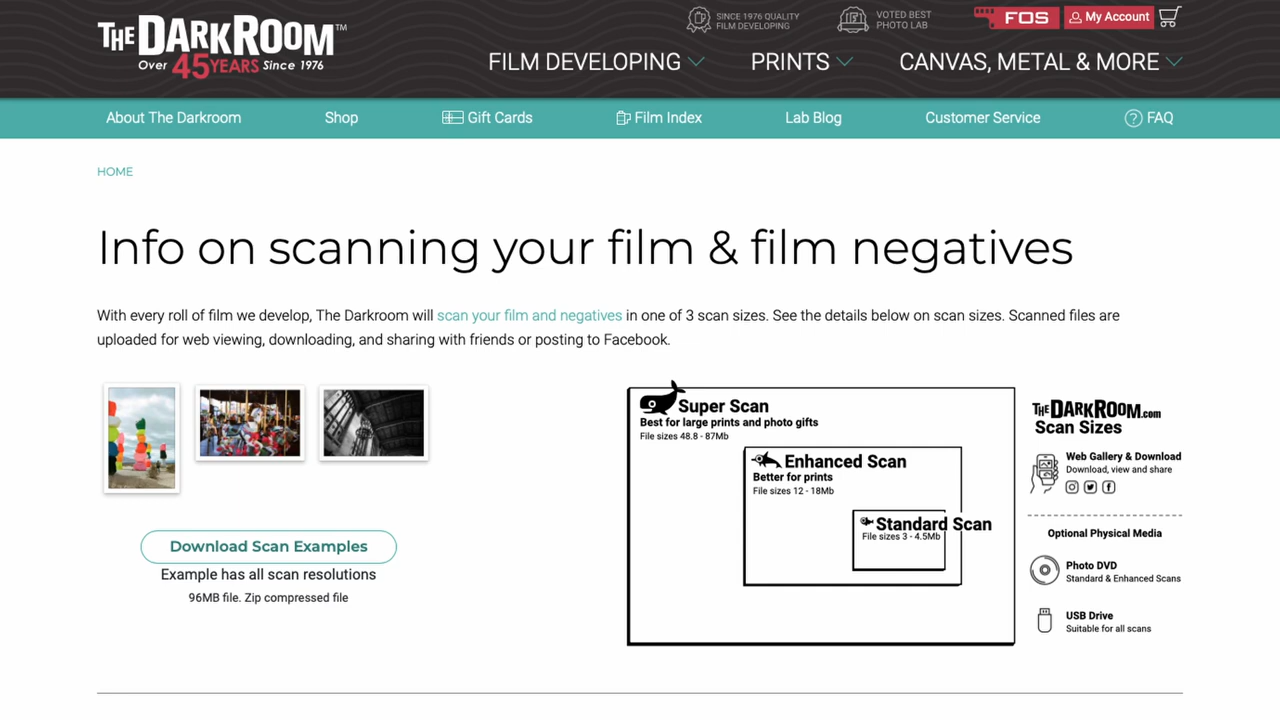 THE DARKROOM™
Over 45 YEARS Since 1976
SINCE 1976 QUALITY
FILM DEVELOPING
VOTED BEST
PHOTO LAB
FOS
My Account
FILM DEVELOPING
PRINTS
CANVAS, METAL & MORE
About The Darkroom
Shop
Gift Cards
Film Index
Lab Blog
Customer Service
? FAQ
HOME
Info on scanning your film & film negatives
With every roll of film we develop, The Darkroom will scan your film and negatives in one of 3 scan sizes. See the details below on scan sizes. Scanned files are
uploaded for web viewing, downloading, and sharing with friends or posting to Facebook.
Download Scan Examples
Example has all scan resolutions
96MB file. Zip compressed file
Super Scan
Best for large prints and photo gifts
File sizes 48.8 - 87Mb
Enhanced Scan
Better for prints
File sizes 12 - 18Mb
Standard Scan
File sizes 3 - 4.5Mb
THE DARKROOM.com
Scan Sizes
Web Gallery & Download
Download, view and share
Optional Physical Media
Photo DVD
Standard & Enhanced Scans
USB Drive
Suitable for all scans